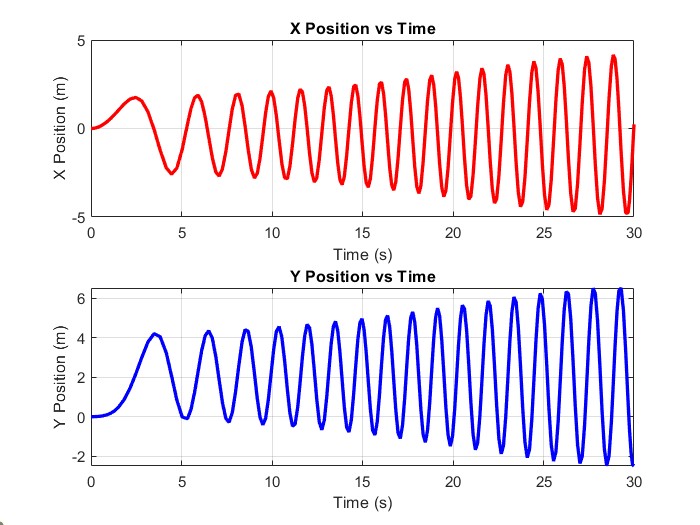 X Position vs Time
5
0
-5
X Position (m)
0 5 10 15 20 25 30
Time (s)
Y Position vs Time
6
4
2
0
-2
Y Position (m)
0 5 10 15 20 25 30
Time (s)